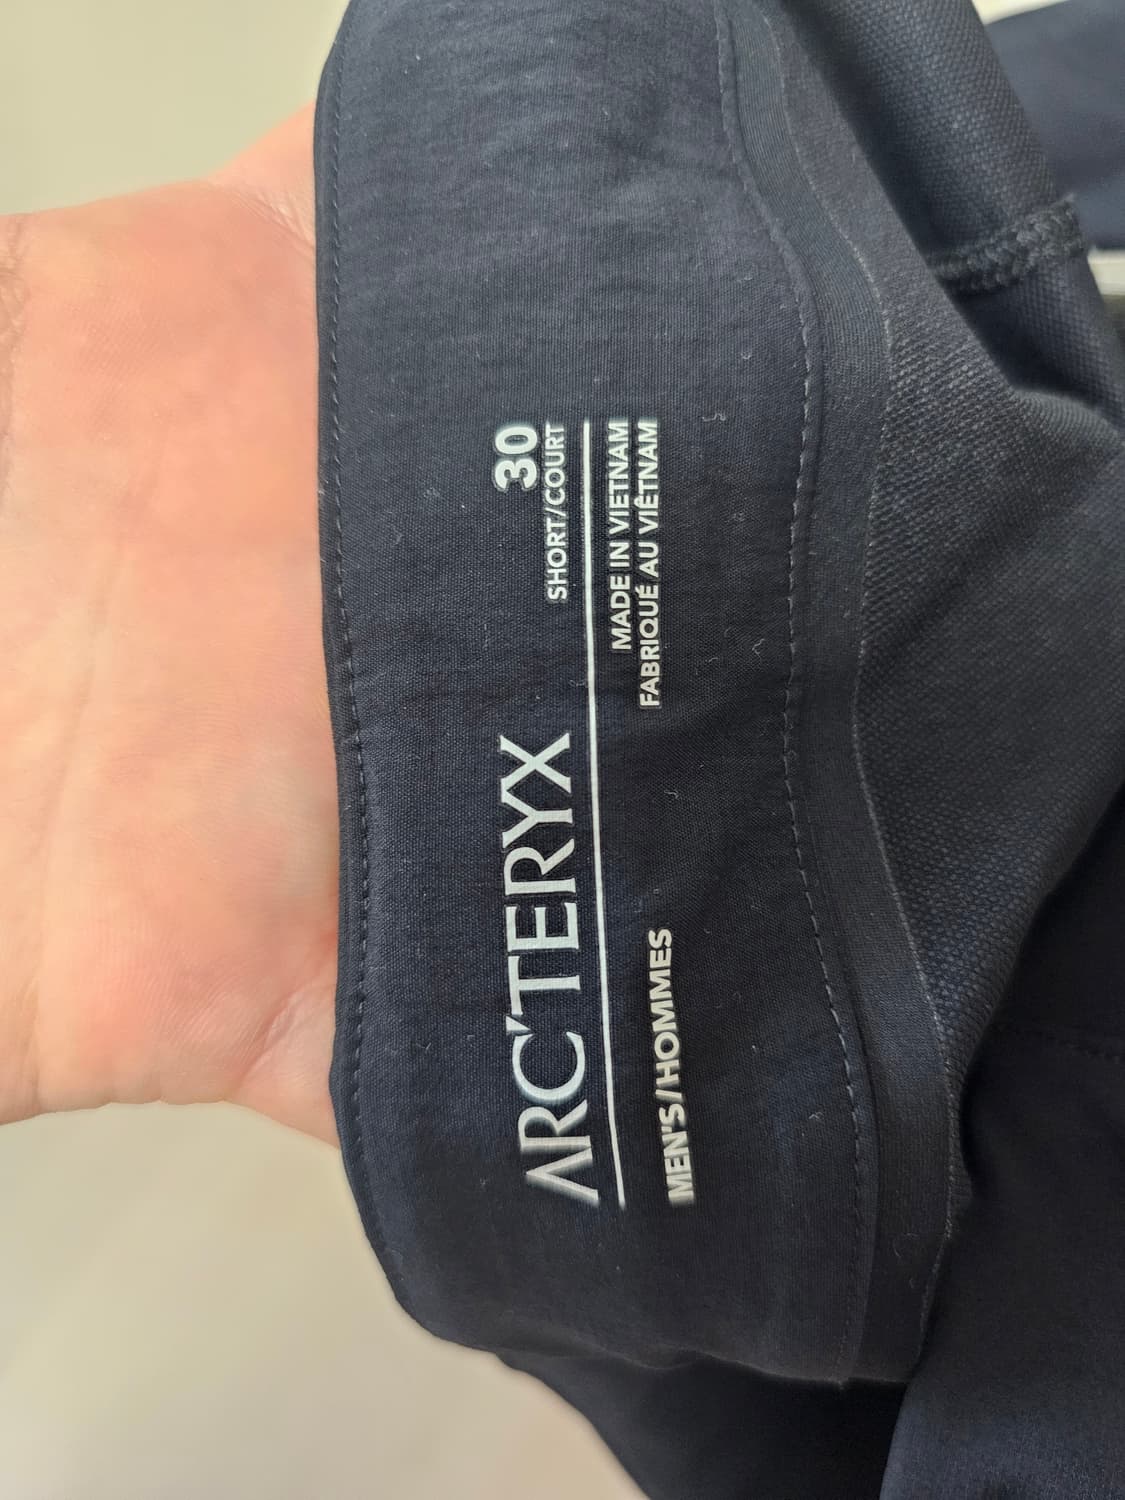 30
SHORT/COURT
ARC'TERYX
MADE IN VIETNAM
FABRIQUÉ AU VIÊTNAM
MEN'S/HOMMES